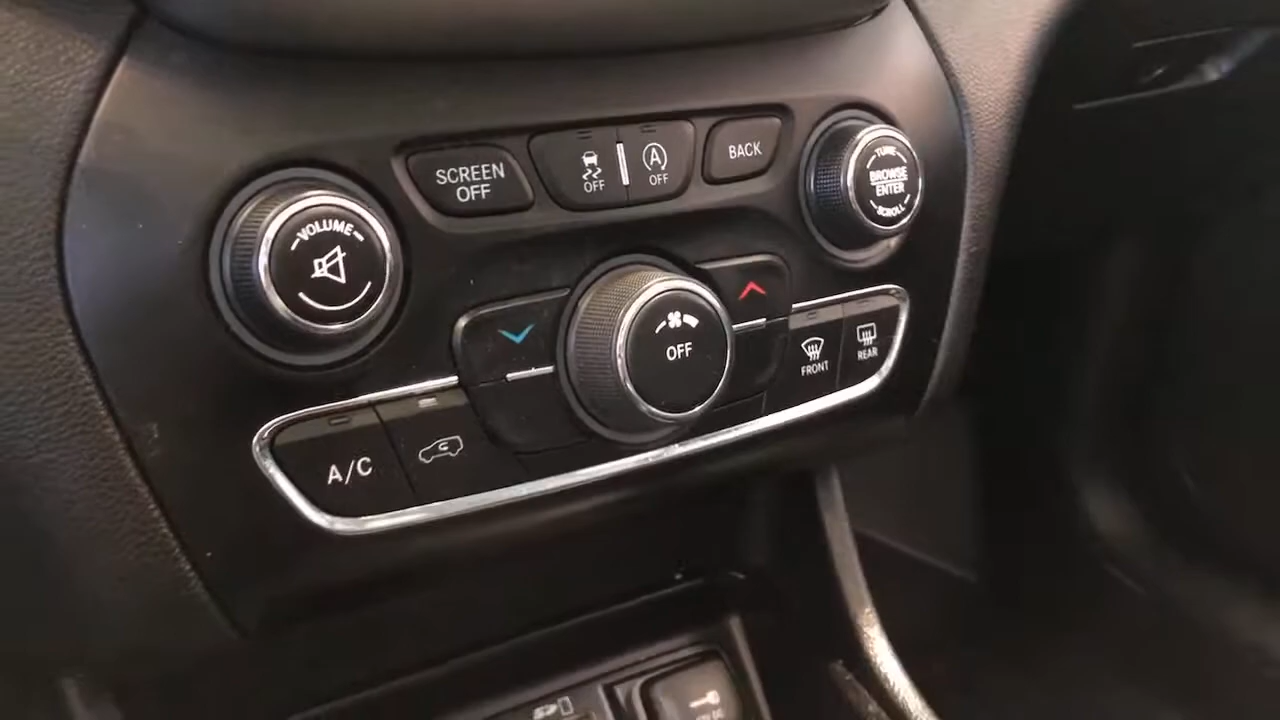 SCREEN
OFF
OFF
A
OFF
BACK
TUNE
BROWSE
ENTER
SCROLL
VOLUME
OFF
FRONT
REAR
A/C